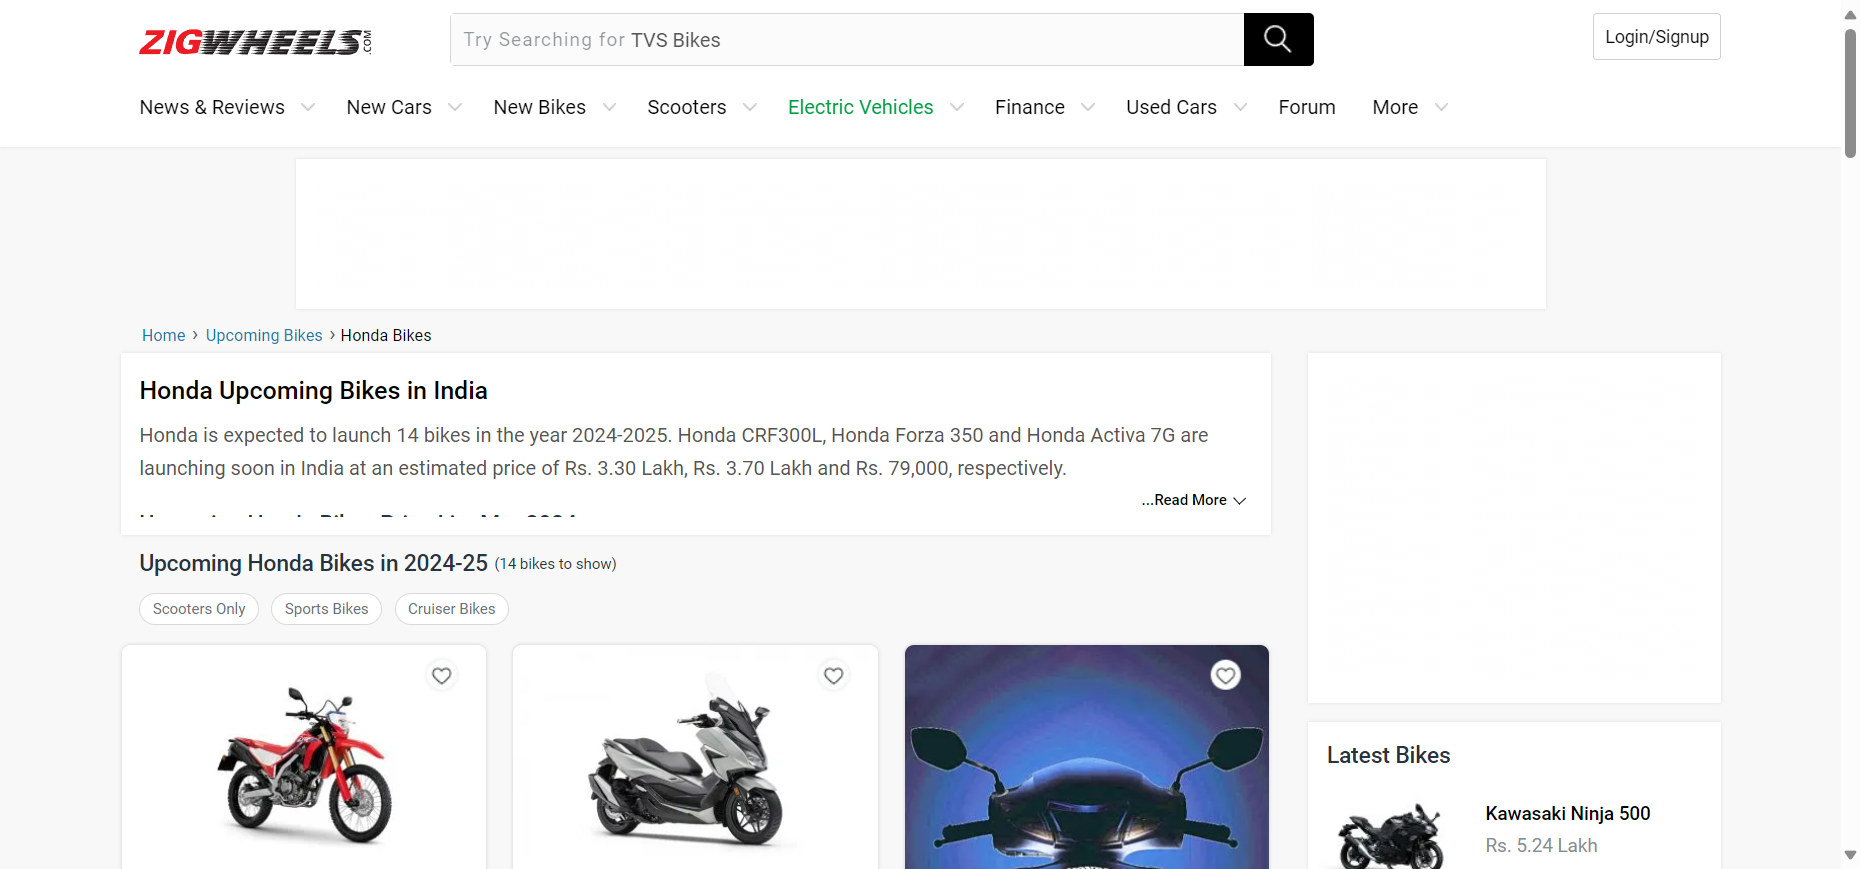 ZIGWHEELS.COM
Try Searching for TVS Bikes
Login/Signup
News & Reviews
New Cars
New Bikes
Scooters
Electric Vehicles
Finance
Used Cars
Forum
More
Home › Upcoming Bikes › Honda Bikes
Honda Upcoming Bikes in India
Honda is expected to launch 14 bikes in the year 2024-2025. Honda CRF300L, Honda Forza 350 and Honda Activa 7G are
launching soon in India at an estimated price of Rs. 3.30 Lakh, Rs. 3.70 Lakh and Rs. 79,000, respectively.
...Read More
Upcoming Honda Bikes in 2024-25 (14 bikes to show)
Scooters Only
Sports Bikes
Cruiser Bikes
Latest Bikes
Kawasaki Ninja 500
Rs. 5.24 Lakh